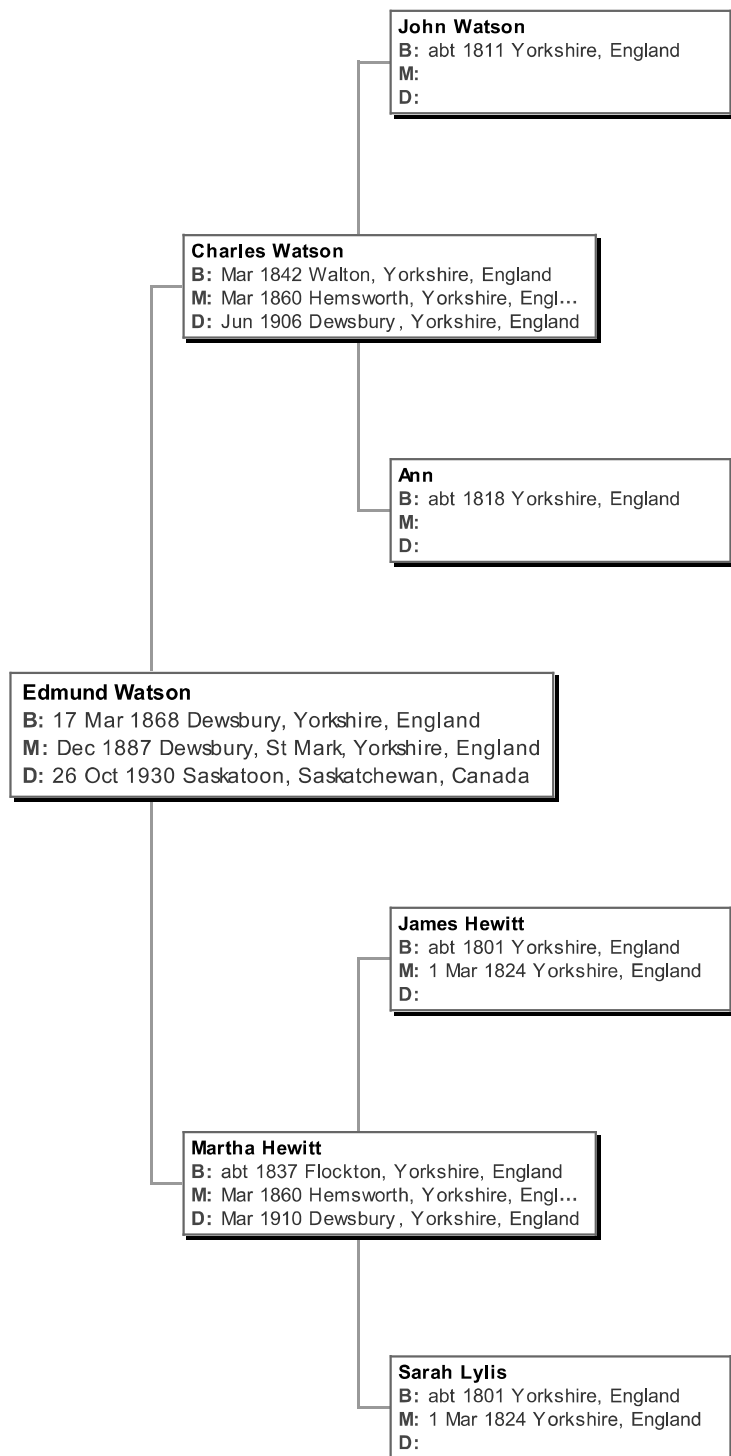 John Watson
B: abt 1811 Yorkshire, England
M:
D:
Charles Watson
B: Mar 1842 Walton, Yorkshire, England
M: Mar 1860 Hemsworth, Yorkshire, Engl...
D: Jun 1906 Dewsbury, Yorkshire, England
Ann
B: abt 1818 Yorkshire, England
M:
D:
Edmund Watson
B: 17 Mar 1868 Dewsbury, Yorkshire, England
M: Dec 1887 Dewsbury, St Mark, Yorkshire, England
D: 26 Oct 1930 Saskatoon, Saskatchewan, Canada
James Hewitt
B: abt 1801 Yorkshire, England
M: 1 Mar 1824 Yorkshire, England
D:
Martha Hewitt
B: abt 1837 Flockton, Yorkshire, England
M: Mar 1860 Hemsworth, Yorkshire, Engl...
D: Mar 1910 Dewsbury, Yorkshire, England
Sarah Lylis
B: abt 1801 Yorkshire, England
M: 1 Mar 1824 Yorkshire, England
D: